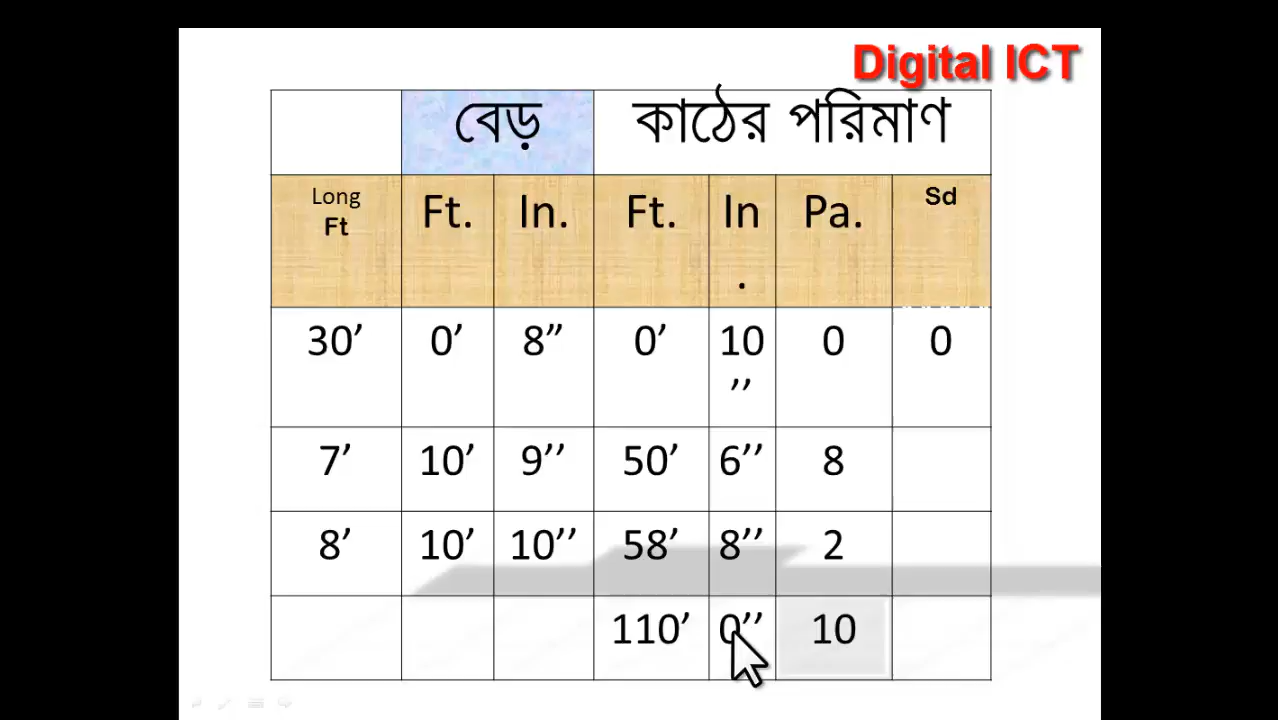 Digital ICT
বেড় কাঠের পরিমাণ
Long Ft Ft. In. Ft. In. Pa. Sd
30’ 0’ 8” 0’ 10’’ 0 0
7’ 10’ 9’’ 50’ 6’’ 8
8’ 10’ 10’’ 58’ 8’’ 2
110’ 0’’ 10